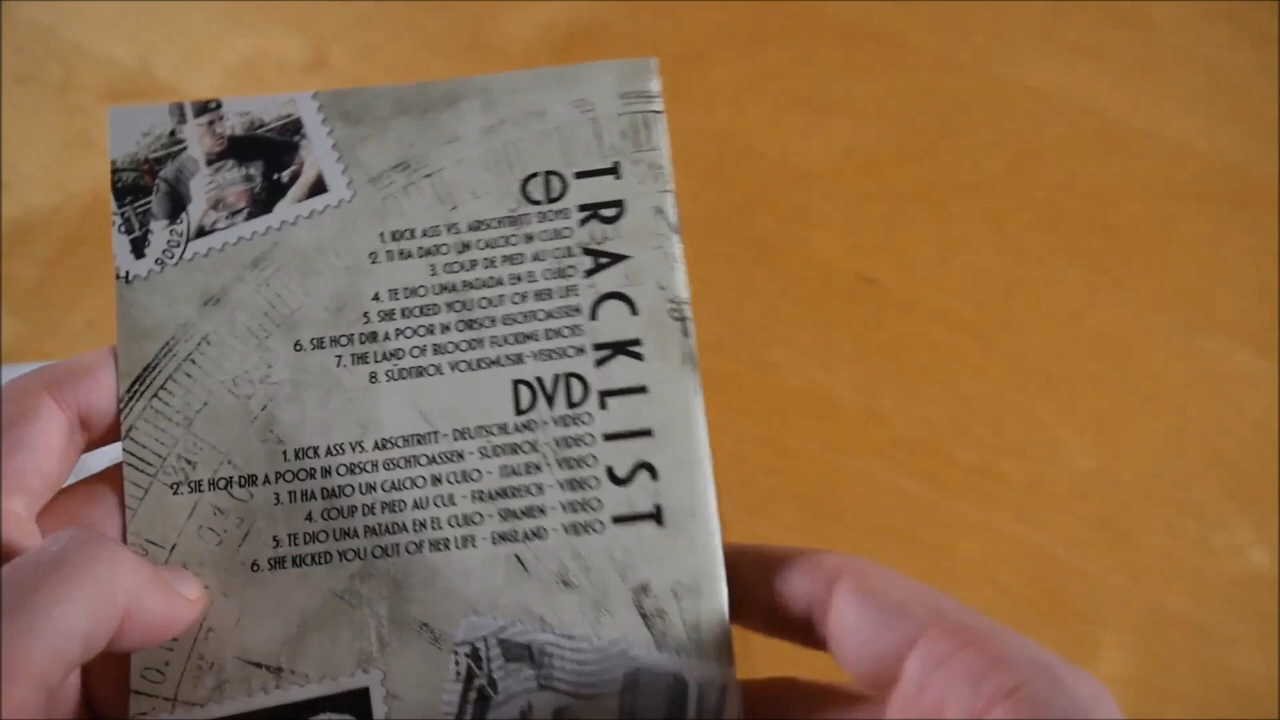 TRACKLIST
CD
1. KICK ASS VS. ARSCHTRITT BOYS
2. TI HA DATO UN CALCIO IN CULO
3. COUP DE PIED AU CUL
4. TE DIO UNA PATADA EN EL CULO
5. SHE KICKED YOU OUT OF HER LIFE
6. SIE HOT DIR A POOR IN ORSCH GSCHTOASSEN
7. THE LAND OF BLOODY FUCKING IDIOTS
8. SÜDTIROL VOLKSMUSIK-VERSION
DVD
1. KICK ASS VS. ARSCHTRITT - DEUTSCHLAND - VIDEO
2. SIE HOT DIR A POOR IN ORSCH GSCHTOASSEN - SÜDTIROL - VIDEO
3. TI HA DATO UN CALCIO IN CULO - ITALIEN - VIDEO
4. COUP DE PIED AU CUL - FRANKREICH - VIDEO
5. TE DIO UNA PATADA EN EL CULO - SPANIEN - VIDEO
6. SHE KICKED YOU OUT OF HER LIFE - ENGLAND - VIDEO